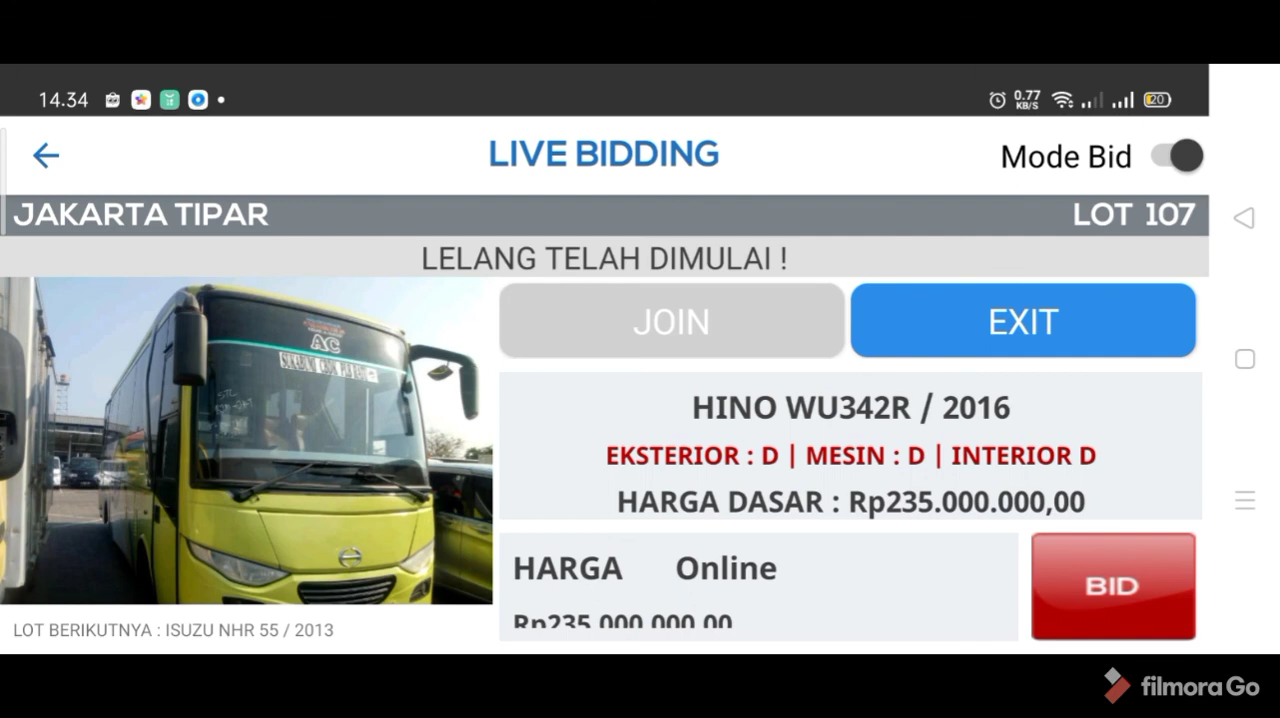 14.34
0.77
KB/S
20
LIVE BIDDING
Mode Bid
JAKARTA TIPAR
LOT 107
LELANG TELAH DIMULAI !
AC
JOIN
EXIT
HINO WU342R / 2016
EKSTERIOR : D | MESIN : D | INTERIOR D
HARGA DASAR : Rp235.000.000,00
HARGA Online
Rp235.000.000,00
BID
LOT BERIKUTNYA : ISUZU NHR 55 / 2013
filmoraGo